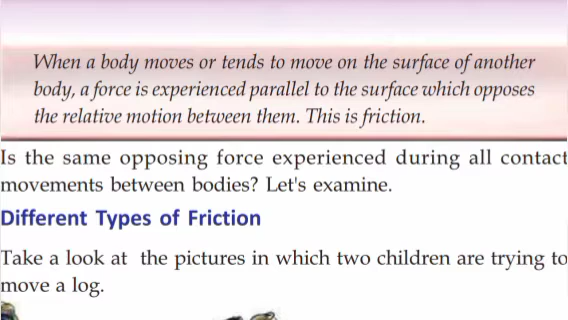 When a body moves or tends to move on the surface of another
body, a force is experienced parallel to the surface which opposes
the relative motion between them. This is friction.
Is the same opposing force experienced during all contact
movements between bodies? Let's examine.
Different Types of Friction
Take a look at the pictures in which two children are trying to
move a log.